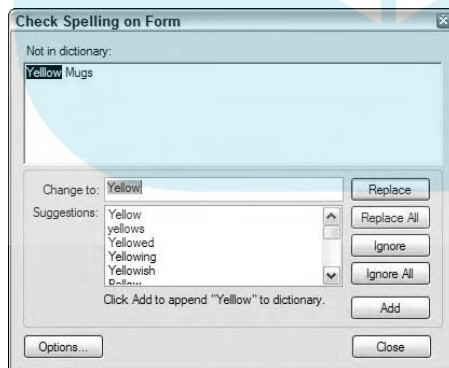 Check Spelling on Form
Not in dictionary:
Yelllow Mugs
Change to: Yellow Replace
Suggestions: Yellow Replace All
yellows
Yellowed Ignore
Yellowing
Yellowish Ignore All
Click Add to append "Yelllow" to dictionary. Add
Options... Close